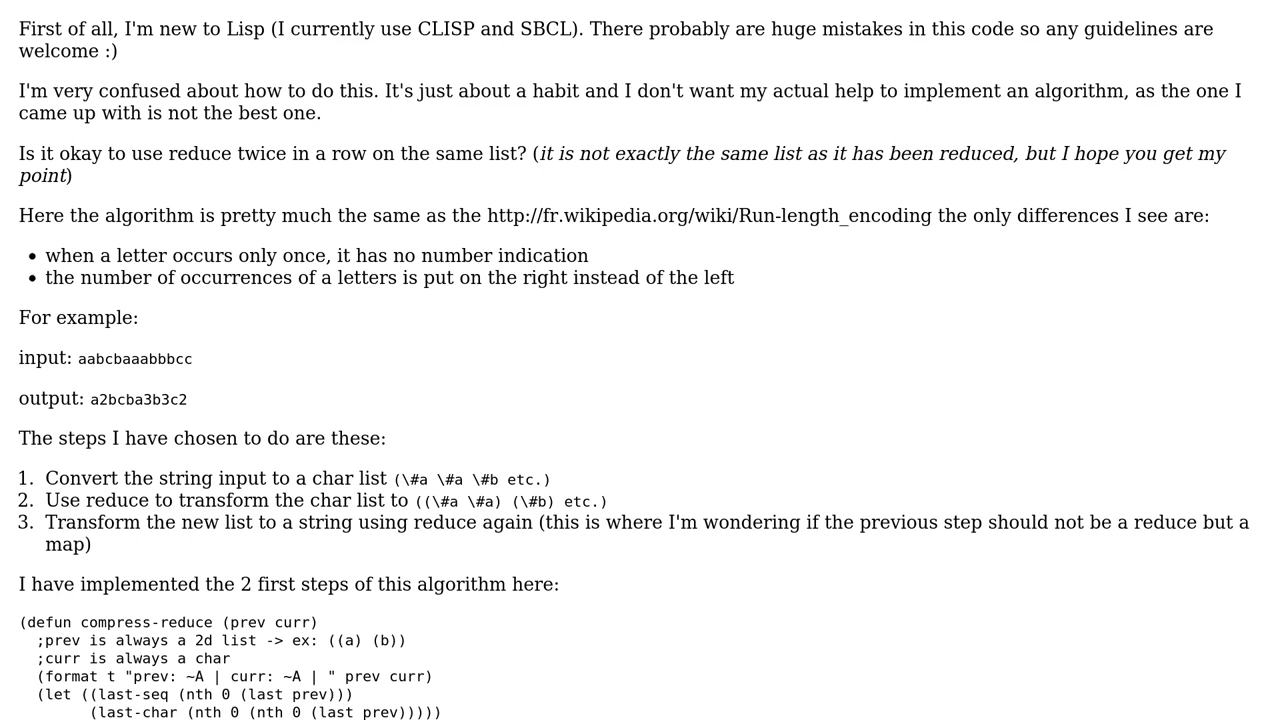 First of all, I'm new to Lisp (I currently use CLISP and SBCL). There probably are huge mistakes in this code so any guidelines are
welcome :)
I'm very confused about how to do this. It's just about a habit and I don't want my actual help to implement an algorithm, as the one I
came up with is not the best one.
Is it okay to use reduce twice in a row on the same list? (it is not exactly the same list as it has been reduced, but I hope you get my
point)
Here the algorithm is pretty much the same as the http://fr.wikipedia.org/wiki/Run-length_encoding the only differences I see are:
• when a letter occurs only once, it has no number indication
• the number of occurrences of a letters is put on the right instead of the left
For example:
input: aabcbaaabbbcc
output: a2bcba3b3c2
The steps I have chosen to do are these:
1. Convert the string input to a char list (\#a \#a \#b etc.)
2. Use reduce to transform the char list to ((\#a \#a) (\#b) etc.)
3. Transform the new list to a string using reduce again (this is where I'm wondering if the previous step should not be a reduce but a
map)
I have implemented the 2 first steps of this algorithm here:
(defun compress-reduce (prev curr)
  ;prev is always a 2d list -> ex: ((a) (b))
  ;curr is always a char
  (format t "prev: ~A | curr: ~A | " prev curr)
  (let ((last-seq (nth 0 (last prev)))
        (last-char (nth 0 (nth 0 (last prev)))))